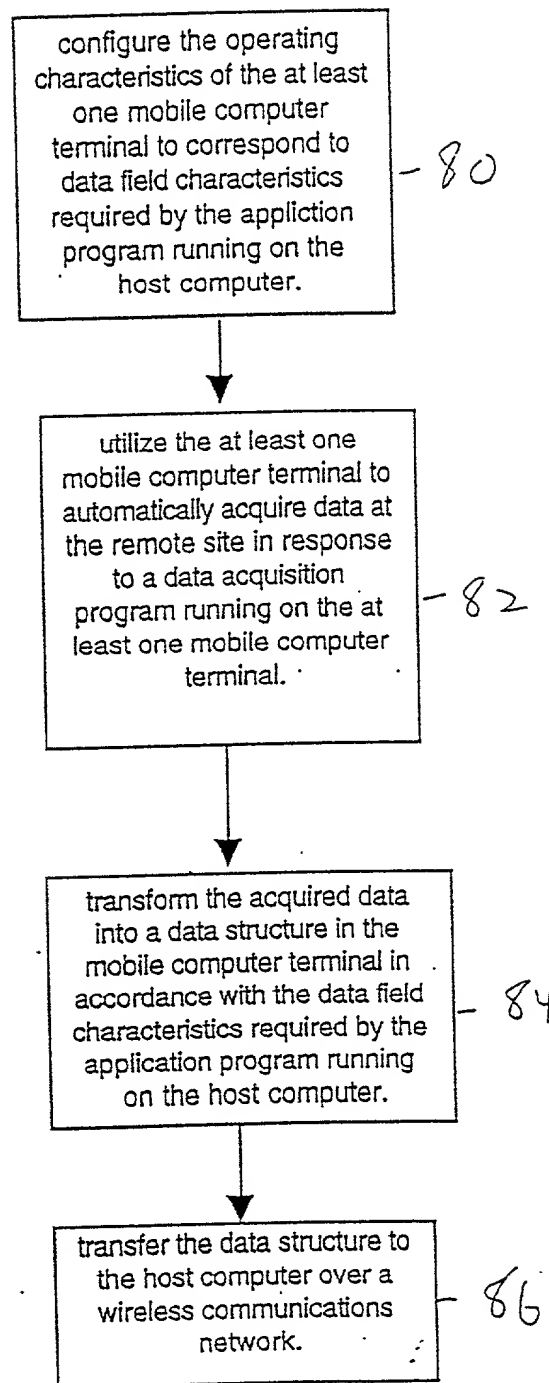 configure the operating
characteristics of the at least
one mobile computer
terminal to correspond to
data field characteristics
required by the appliction
program running on the
host computer.
- 80
utilize the at least one
mobile computer terminal to
automatically acquire data at
the remote site in response
to a data acquisition
program running on the at
least one mobile computer
terminal.
- 82
transform the acquired data
into a data structure in the
mobile computer terminal in
accordance with the data field
characteristics required by the
application program running
on the host computer.
- 84
transfer the data structure to
the host computer over a
wireless communications
network.
- 86